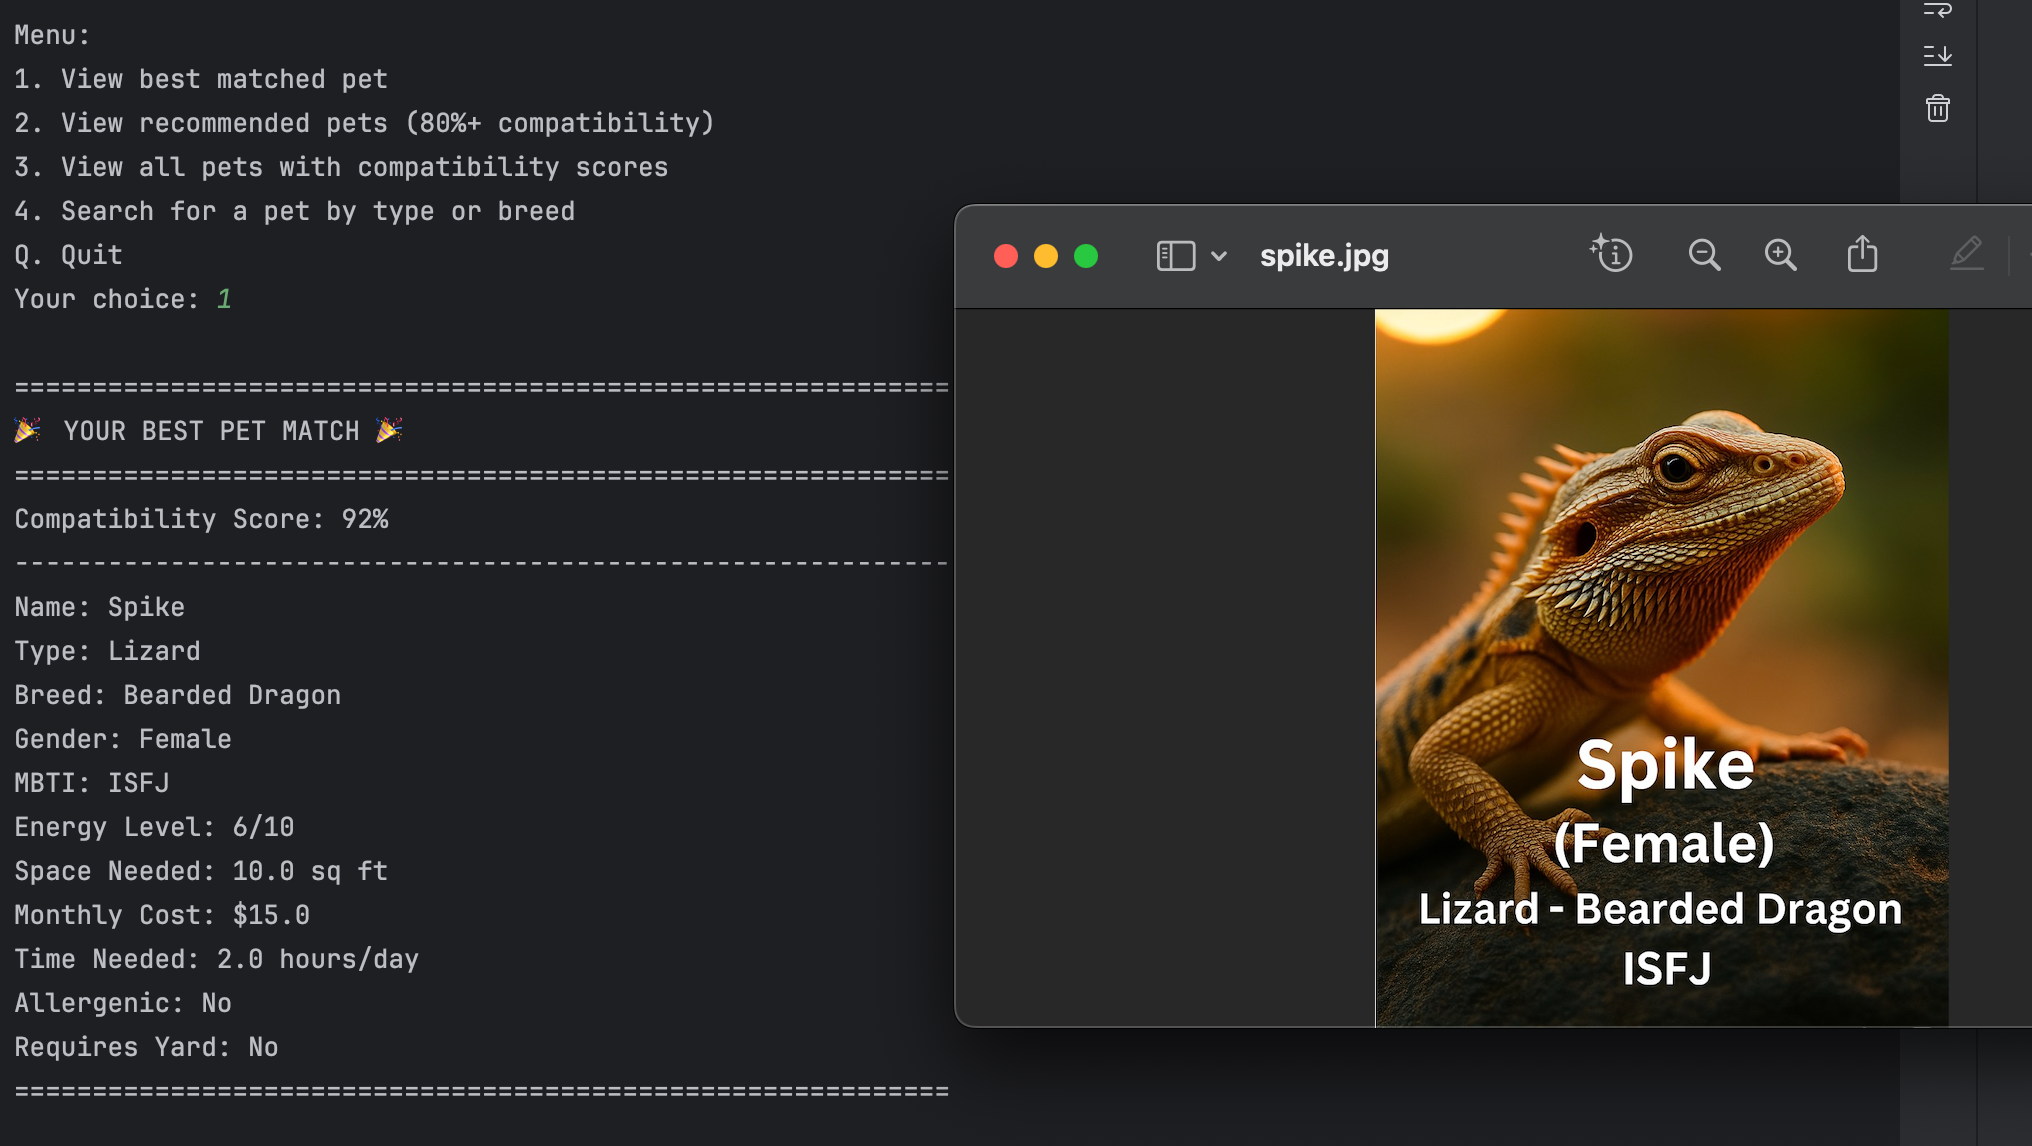 Menu:
1. View best matched pet
2. View recommended pets (80%+ compatibility)
3. View all pets with compatibility scores
4. Search for a pet by type or breed
Q. Quit
Your choice: 1
============================================================
🎉 YOUR BEST PET MATCH 🎉
============================================================
Compatibility Score: 92%
------------------------------------------------------------
Name: Spike
Type: Lizard
Breed: Bearded Dragon
Gender: Female
MBTI: ISFJ
Energy Level: 6/10
Space Needed: 10.0 sq ft
Monthly Cost: $15.0
Time Needed: 2.0 hours/day
Allergenic: No
Requires Yard: No
============================================================
spike.jpg
Spike
(Female)
Lizard - Bearded Dragon
ISFJ